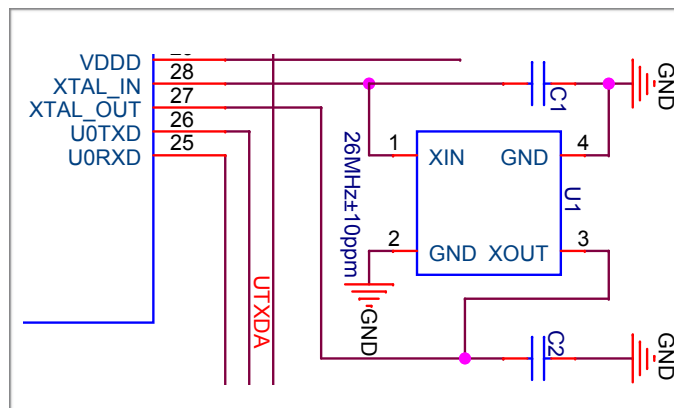 VDDD
28
XTAL_IN
27
XTAL_OUT
26
U0TXD
25
U0RXD
UTXDA
C1
GND
1
XIN
GND
4
U1
26MHz±10ppm
2
GND
XOUT
3
GND
C2
GND